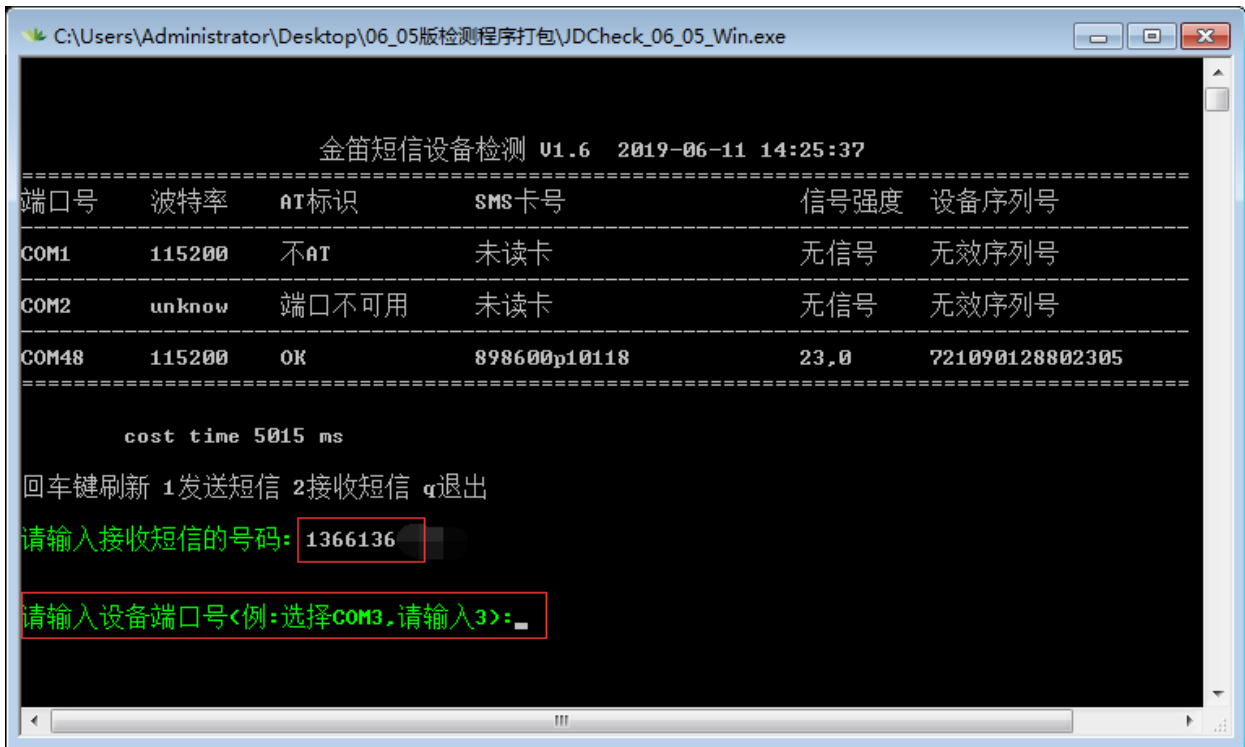 C:\Users\Administrator\Desktop\06_05版检测程序打包\JDCheck_06_05_Win.exe
金笛短信设备检测 V1.6 2019-06-11 14:25:37
端口号 波特率 AT标识 SMS卡号 信号强度 设备序列号
COM1 115200 不AT 未读卡 无信号 无效序列号
COM2 unknow 端口不可用 未读卡 无信号 无效序列号
COM48 115200 OK 898600p10118 23,0 721090128802305
cost time 5015 ms
回车键刷新 1发送短信 2接收短信 q退出
请输入接收短信的号码: 1366136
请输入设备端口号<例:选择COM3,请输入3>: